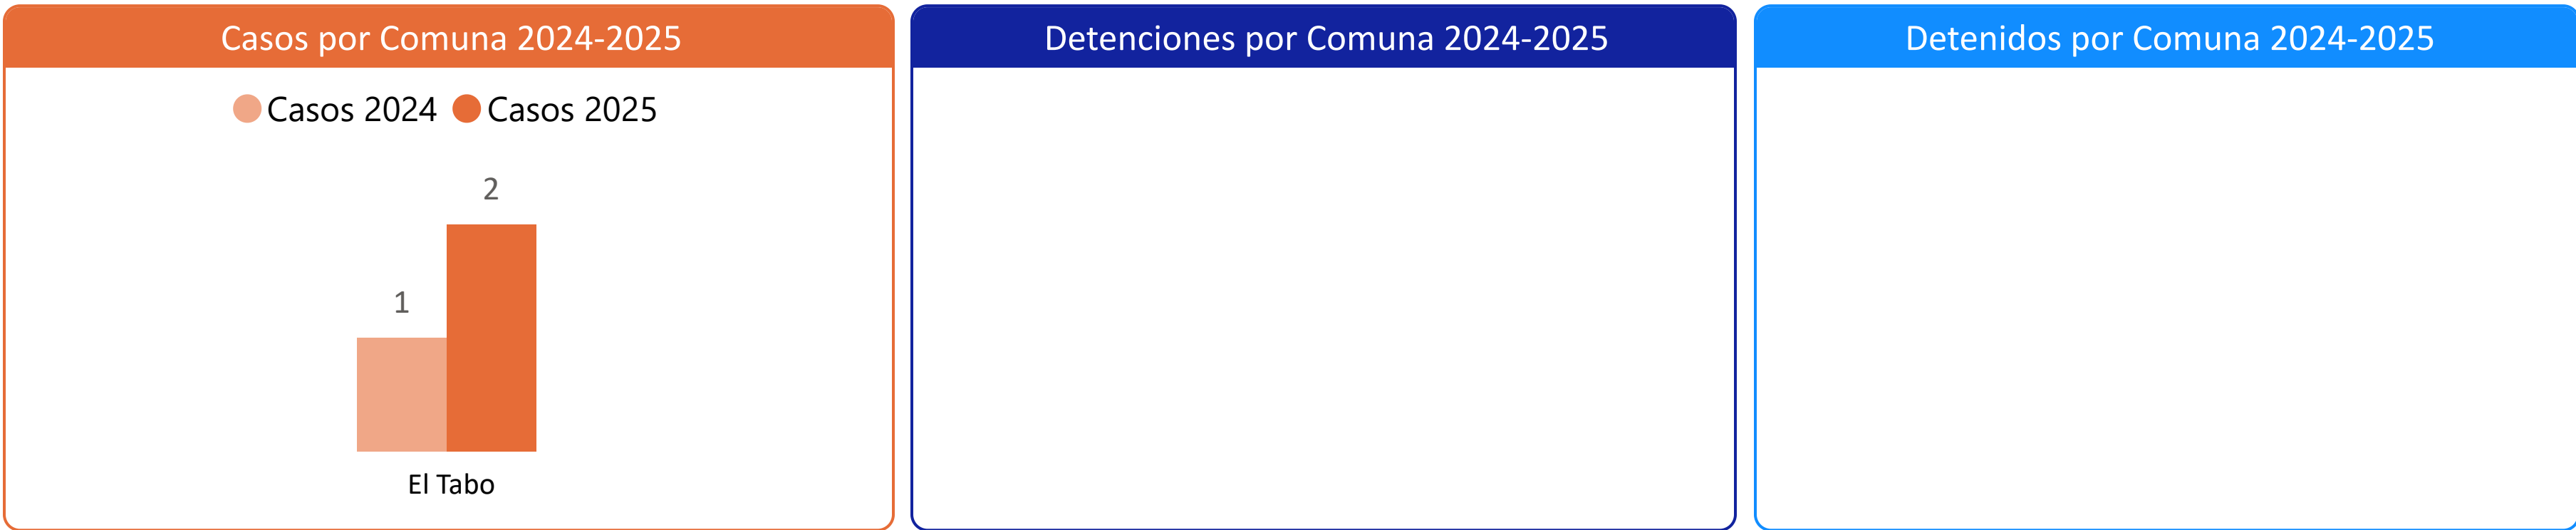 Casos por Comuna 2024-2025
Casos 2024 Casos 2025
2
1
El Tabo
Detenciones por Comuna 2024-2025
Detenidos por Comuna 2024-2025